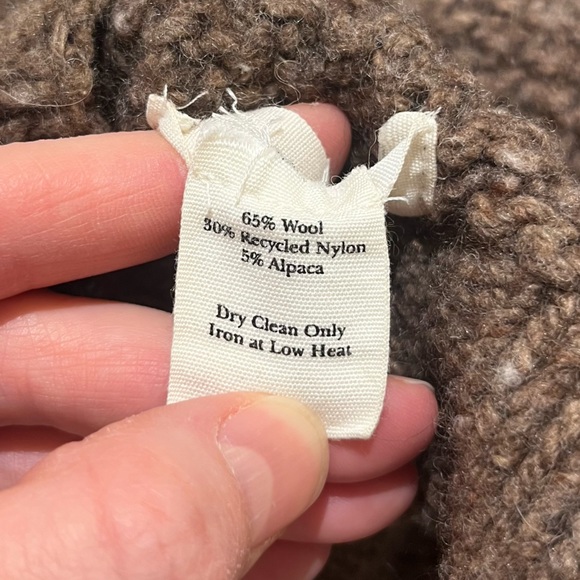 65% Wool
30% Recycled Nylon
5% Alpaca
Dry Clean Only
Iron at Low Heat